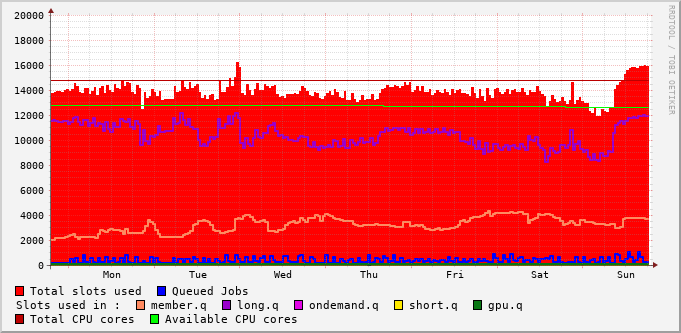 20000
18000
16000
14000
12000
10000
8000
6000
4000
2000
0
Mon Tue Wed Thu Fri Sat Sun
RRDTOOL / TOBI OETIKER
Total slots used Queued Jobs
Slots used in : member.q long.q ondemand.q short.q gpu.q
Total CPU cores Available CPU cores